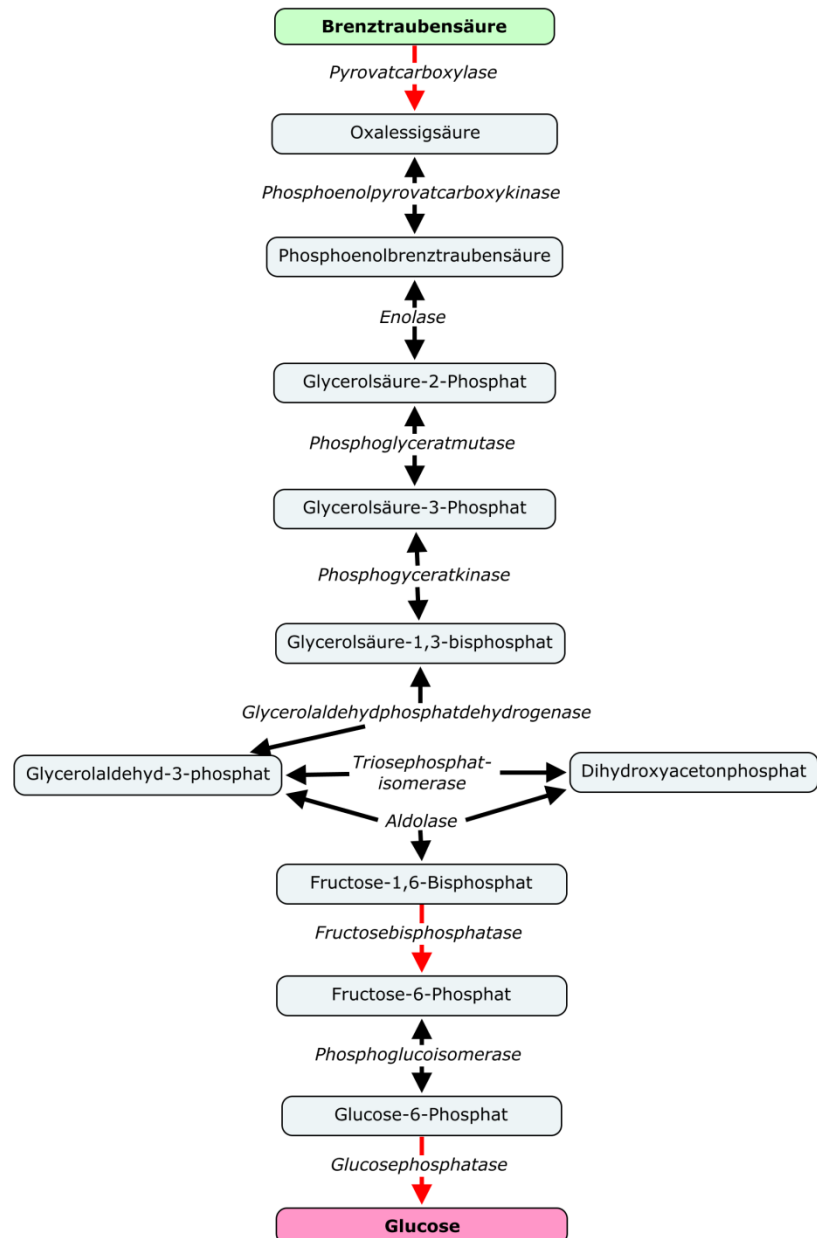 Brenztraubensäure
Pyrovatcarboxylase
Oxalessigsäure
Phosphoenolpyrovatcarboxykinase
Phosphoenolbrenztraubensäure
Enolase
Glycerolsäure-2-Phosphat
Phosphoglyceratmutase
Glycerolsäure-3-Phosphat
Phosphogyceratkinase
Glycerolsäure-1,3-bisphosphat
Glycerolaldehydphosphatdehydrogenase
Glycerolaldehyd-3-phosphat
Triosephosphat-
isomerase
Dihydroxyacetonphosphat
Aldolase
Fructose-1,6-Bisphosphat
Fructosebisphosphatase
Fructose-6-Phosphat
Phosphoglucoisomerase
Glucose-6-Phosphat
Glucosephosphatase
Glucose